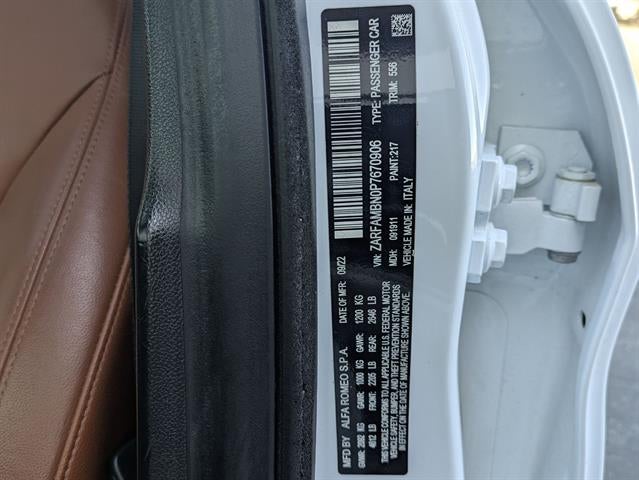 MFD BY ALFA ROMEO S.P.A. DATE OF MFR: 09/22
GVWR: 2082 KG GAWR: 1000 KG GAWR: 1200 KG
4612 LB FRONT: 2205 LB REAR: 2646 LB
THIS VEHICLE CONFORMS TO ALL APPLICABLE U.S. FEDERAL MOTOR
VEHICLE SAFETY, BUMPER, AND THEFT PREVENTION STANDARDS
IN EFFECT ON THE DATE OF MANUFACTURE SHOWN ABOVE.
VIN: ZARFAMBN0P7670906 TYPE: PASSENGER CAR
MDH: 091911 PAINT: 217 TRIM: 556
VEHICLE MADE IN: ITALY